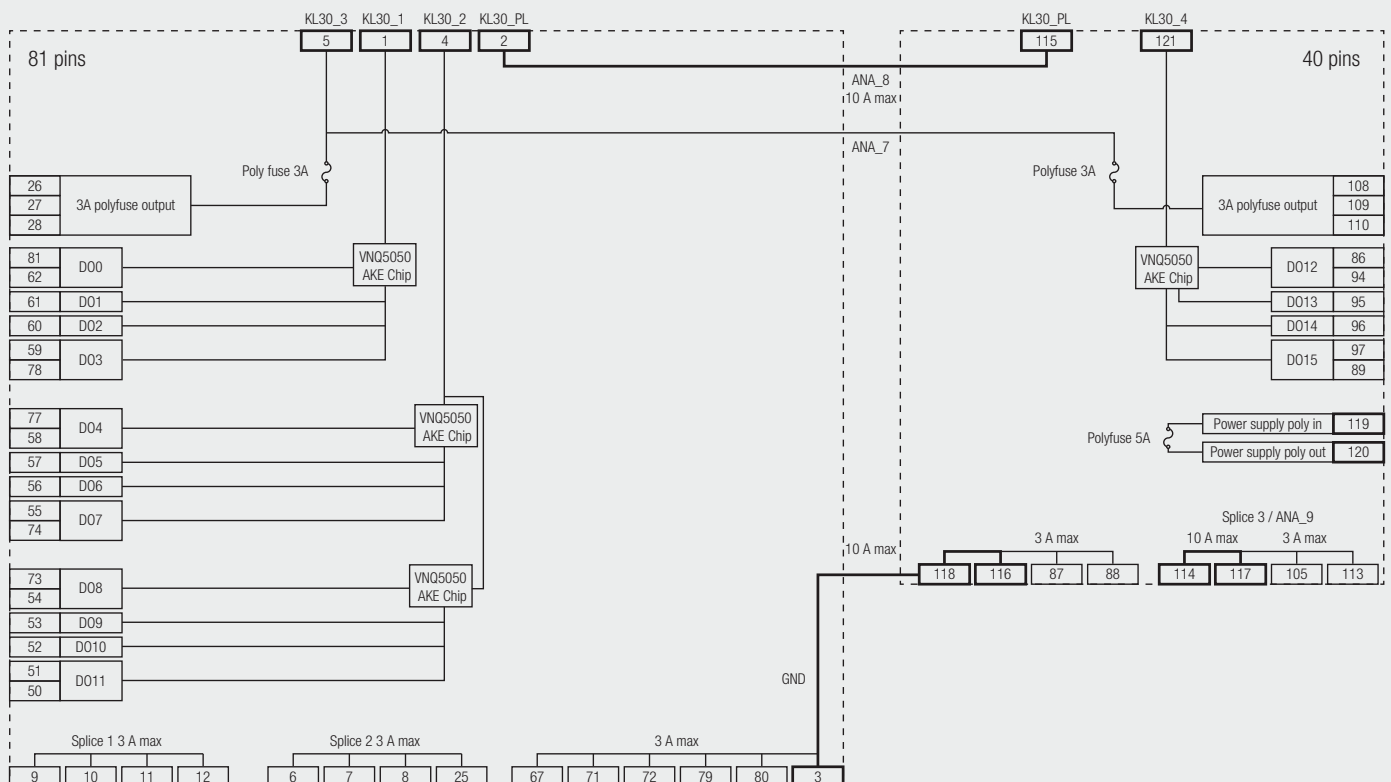 KL30_3 KL30_1 KL30_2 KL30_PL KL30_PL KL30_4
5 1 4 2 115 121
81 pins 40 pins
ANA_8
10 A max
ANA_7
Poly fuse 3A Polyfuse 3A
26
27 3A polyfuse output
28
108
3A polyfuse output 109
110
81
62
DO0
VNQ5050
AKE Chip
61 DO1
60 DO2
59
78
DO3
VNQ5050
AKE Chip
DO12
86
94
DO13 95
DO14 96
DO15
97
89
77
58
DO4
VNQ5050
AKE Chip
57 DO5
56 DO6
55
74
DO7
Polyfuse 5A
Power supply poly in 119
Power supply poly out 120
Splice 3 / ANA_9
10 A max 3 A max 10 A max 3 A max
118 116 87 88 114 117 105 113
73
54
DO8
VNQ5050
AKE Chip
53 DO9
52 DO10
51
50
DO11
GND
Splice 1 3 A max Splice 2 3 A max 3 A max
9 10 11 12 6 7 8 25 67 71 72 79 80 3